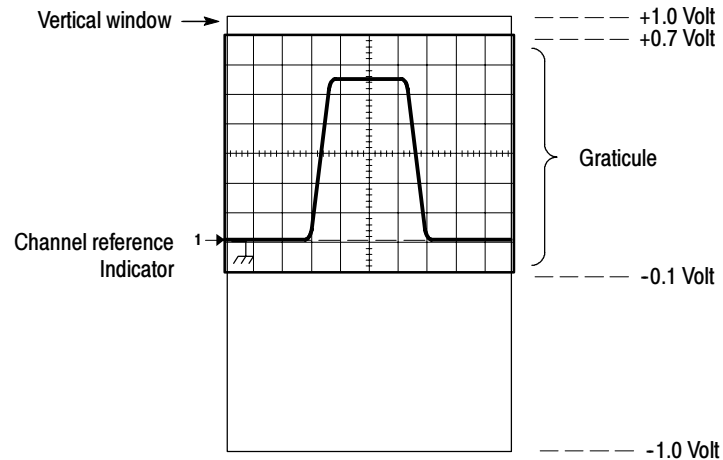 Vertical window
+1.0 Volt
+0.7 Volt
Graticule
Channel reference
Indicator
1
-0.1 Volt
-1.0 Volt